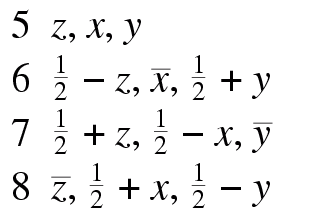 5 z, x, y
6 ½ − z, x̅, ½ + y
7 ½ + z, ½ − x, y̅
8 z̅, ½ + x, ½ − y